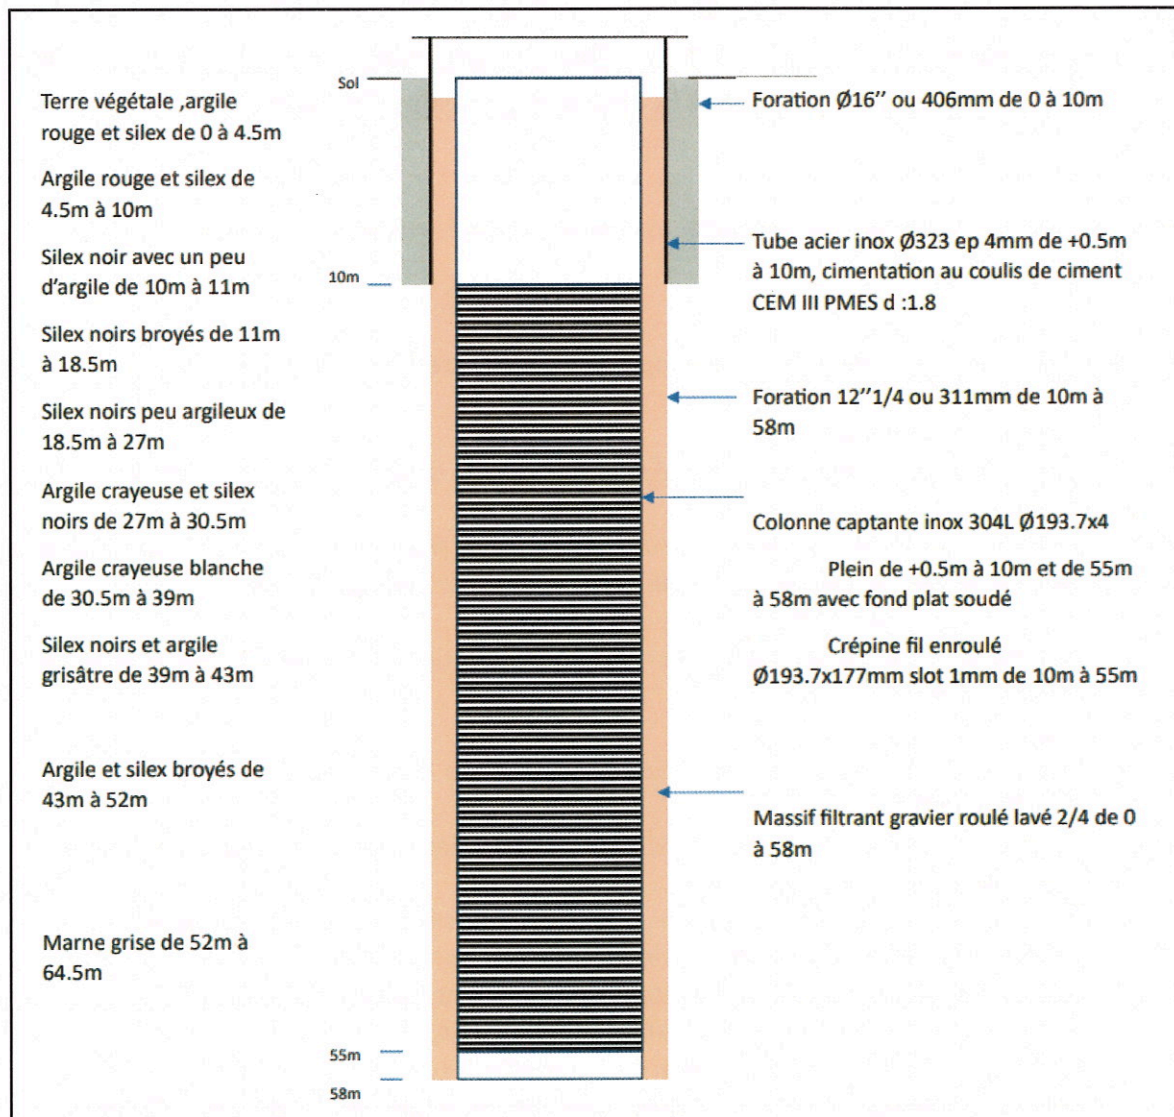 Sol
Terre végétale ,argile
rouge et silex de 0 à 4.5m
Argile rouge et silex de
4.5m à 10m
Silex noir avec un peu
d'argile de 10m à 11m
10m
Silex noirs broyés de 11m
à 18.5m
Silex noirs peu argileux de
18.5m à 27m
Argile crayeuse et silex
noirs de 27m à 30.5m
Argile crayeuse blanche
de 30.5m à 39m
Silex noirs et argile
grisâtre de 39m à 43m
Argile et silex broyés de
43m à 52m
Marne grise de 52m à
64.5m
55m
58m
Foration Ø16’’ ou 406mm de 0 à 10m
Tube acier inox Ø323 ep 4mm de +0.5m
à 10m, cimentation au coulis de ciment
CEM III PMES d :1.8
Foration 12’’1/4 ou 311mm de 10m à
58m
Colonne captante inox 304L Ø193.7x4
Plein de +0.5m à 10m et de 55m
à 58m avec fond plat soudé
Crépine fil enroulé
Ø193.7x177mm slot 1mm de 10m à 55m
Massif filtrant gravier roulé lavé 2/4 de 0
à 58m